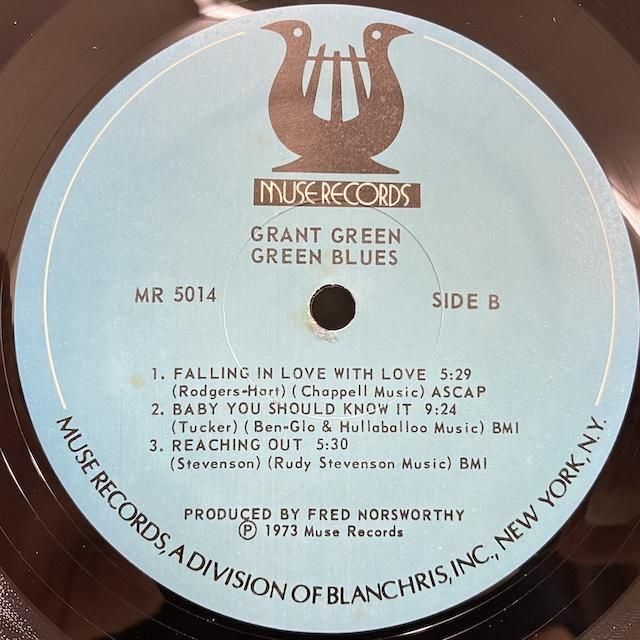 MUSE RECORDS
GRANT GREEN
GREEN BLUES
MR 5014
SIDE B
1. FALLING IN LOVE WITH LOVE 5:29
(Rodgers-Hart) ( Chappell Music) ASCAP
2. BABY YOU SHOULD KNOW IT 9:24
(Tucker) ( Ben-Glo & Hullaballoo Music) BMI
3. REACHING OUT 5:30
(Stevenson) (Rudy Stevenson Music) BMI
PRODUCED BY FRED NORSWORTHY
Ⓟ 1973 Muse Records
MUSE RECORDS, A DIVISION OF BLANCHRIS, INC., NEW YORK, N.Y.